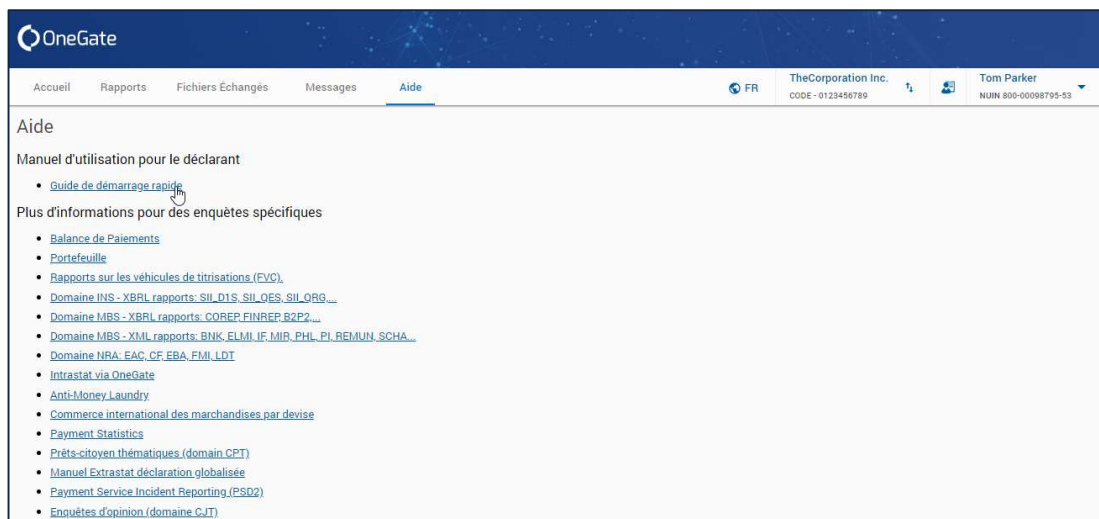 OneGate
Accueil Rapports Fichiers Échangés Messages Aide FR TheCorporation Inc. Tom Parker
CODE - 0123456789 NUIN 800-00098795-53
Aide
Manuel d'utilisation pour le déclarant
Guide de démarrage rapide
Plus d'informations pour des enquètes spécifiques
Balance de Paiements
Portefeuille
Rapports sur les véhicules de titrisations (FVC).
Domaine INS - XBRL rapports: SII_D1S, SII_QES, SII_QRG,...
Domaine MBS - XBRL rapports: COREP, FINREP, B2P2,...
Domaine MBS - XML rapports: BNK, ELMI, IF, MIR, PHL, PI, REMUN, SCHA...
Domaine NRA: EAC, CF, EBA, FMI, LDT
Intrastat via OneGate
Anti-Money Laundry
Commerce international des marchandises par devise
Payment Statistics
Prêts-citoyen thématiques (domain CPT)
Manuel Extrastat déclaration globalisée
Payment Service Incident Reporting (PSD2)
Enquêtes d'opinion (domaine CJT)